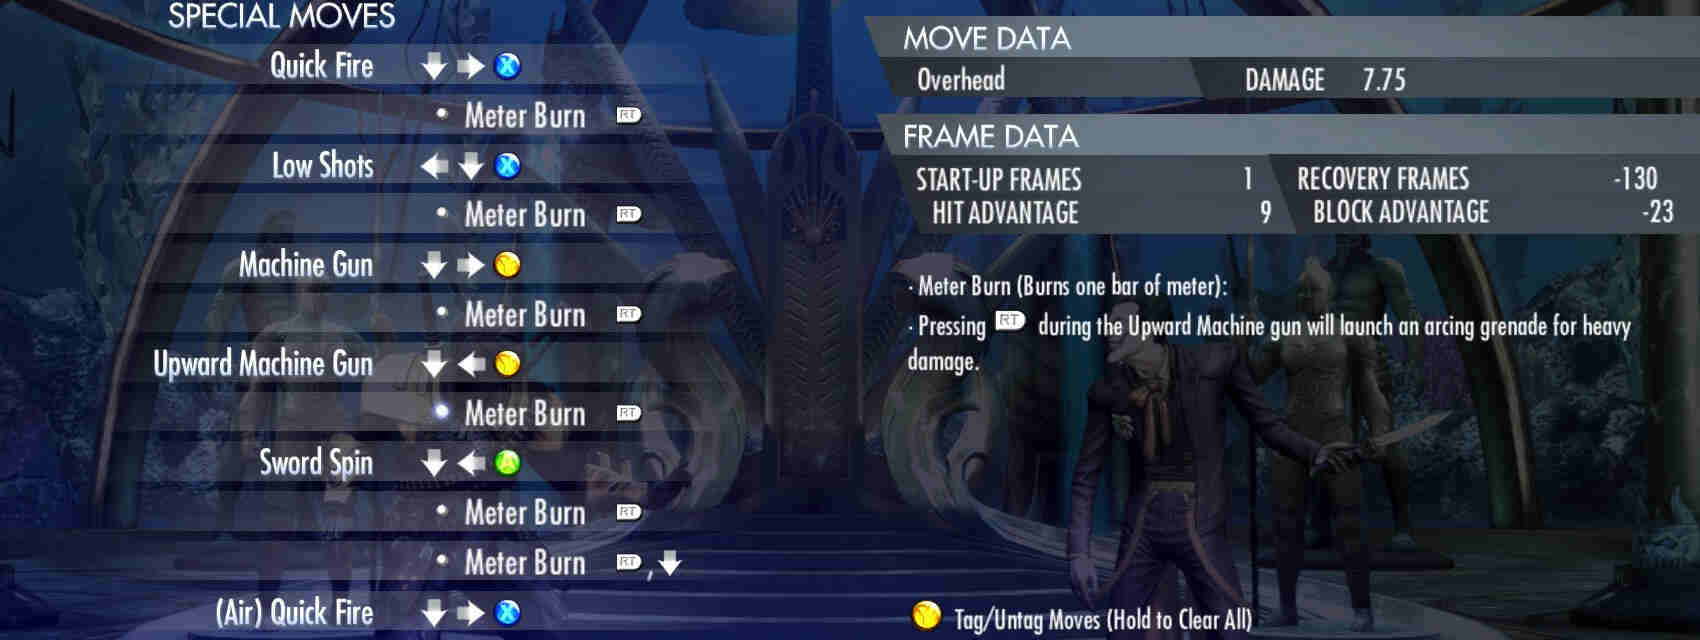 SPECIAL MOVES
Quick Fire X
Meter Burn RT
Low Shots X
Meter Burn RT
Machine Gun Y
Meter Burn RT
Upward Machine Gun Y
Meter Burn RT
Sword Spin A
Meter Burn RT
Meter Burn RT,
(Air) Quick Fire X
MOVE DATA
Overhead DAMAGE 7.75
FRAME DATA
START-UP FRAMES 1 RECOVERY FRAMES -130
HIT ADVANTAGE 9 BLOCK ADVANTAGE -23
· Meter Burn (Burns one bar of meter):
· Pressing RT during the Upward Machine gun will launch an arcing grenade for heavy
damage.
Y Tag/Untag Moves (Hold to Clear All)